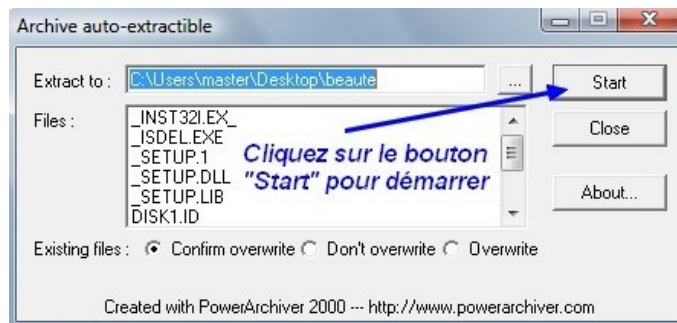 Archive auto-extractible
Extract to : C:\Users\master\Desktop\beaute ... Start
Files : _INST32I.EX_
_ISDEL.EXE
_SETUP.1
_SETUP.DLL
_SETUP.LIB
DISK1.ID
Cliquez sur le bouton
"Start" pour démarrer
Close
About...
Existing files : Confirm overwrite Don't overwrite Overwrite
Created with PowerArchiver 2000 --- http://www.powerarchiver.com